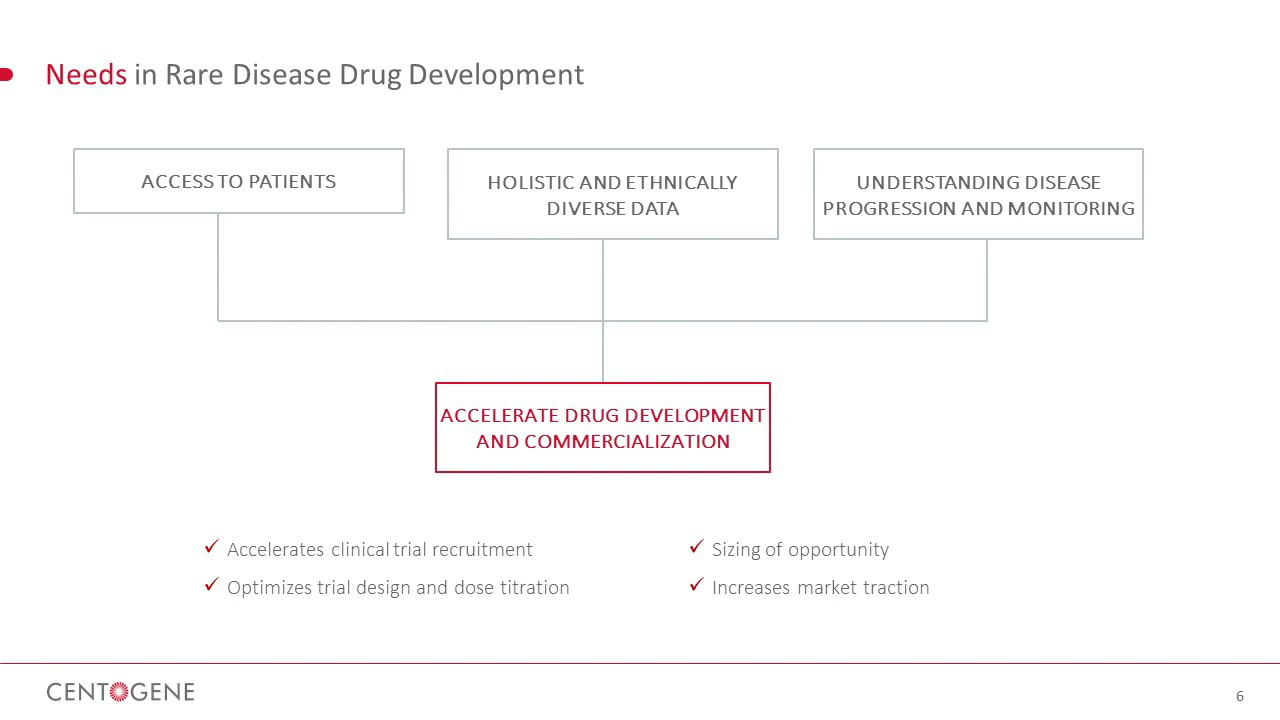 Needs in Rare Disease Drug Development
ACCESS TO PATIENTS
HOLISTIC AND ETHNICALLY
DIVERSE DATA
UNDERSTANDING DISEASE
PROGRESSION AND MONITORING
ACCELERATE DRUG DEVELOPMENT
AND COMMERCIALIZATION
✓ Accelerates clinical trial recruitment
✓ Optimizes trial design and dose titration
✓ Sizing of opportunity
✓ Increases market traction
CENTOGENE
6